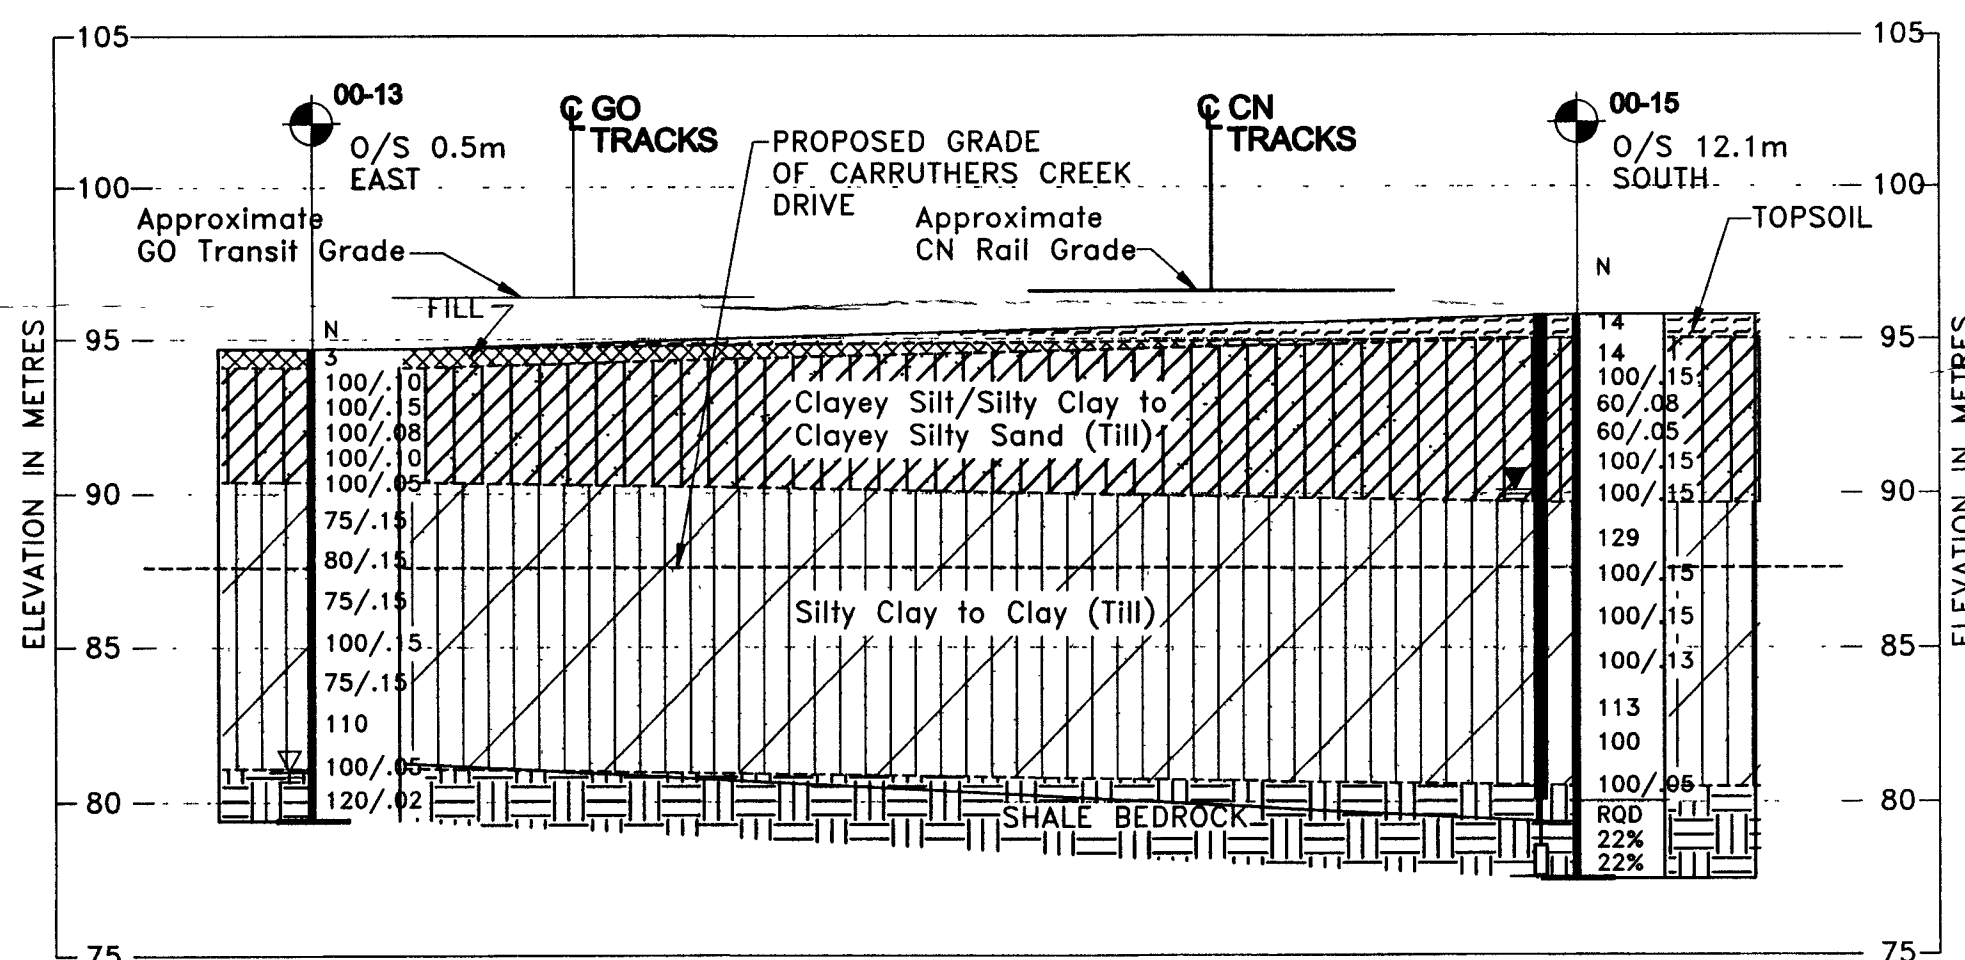 105
105
00-13
O/S 0.5m
EAST
℄ GO
TRACKS
PROPOSED GRADE
OF CARRUTHERS CREEK
DRIVE
℄ CN
TRACKS
00-15
O/S 12.1m
SOUTH
100
100
Approximate
GO Transit Grade
Approximate
CN Rail Grade
TOPSOIL
FILL
ELEVATION IN METRES
95
90
85
80
75
N
3
100/.10
100/.15
100/.08
100/.10
100/.05
75/.15
80/.15
75/.15
100/.15
75/.15
110
100/.05
120/.02
Clayey Silt/Silty Clay to
Clayey Silty Sand (Till)
Silty Clay to Clay (Till)
SHALE BEDROCK
N
14
14
100/.15
60/.08
60/.05
100/.15
100/.15
129
100/.15
100/.15
100/.13
113
100
100/.05
RQD
22%
22%
95
90
85
80
75
ELEVATION IN METRES